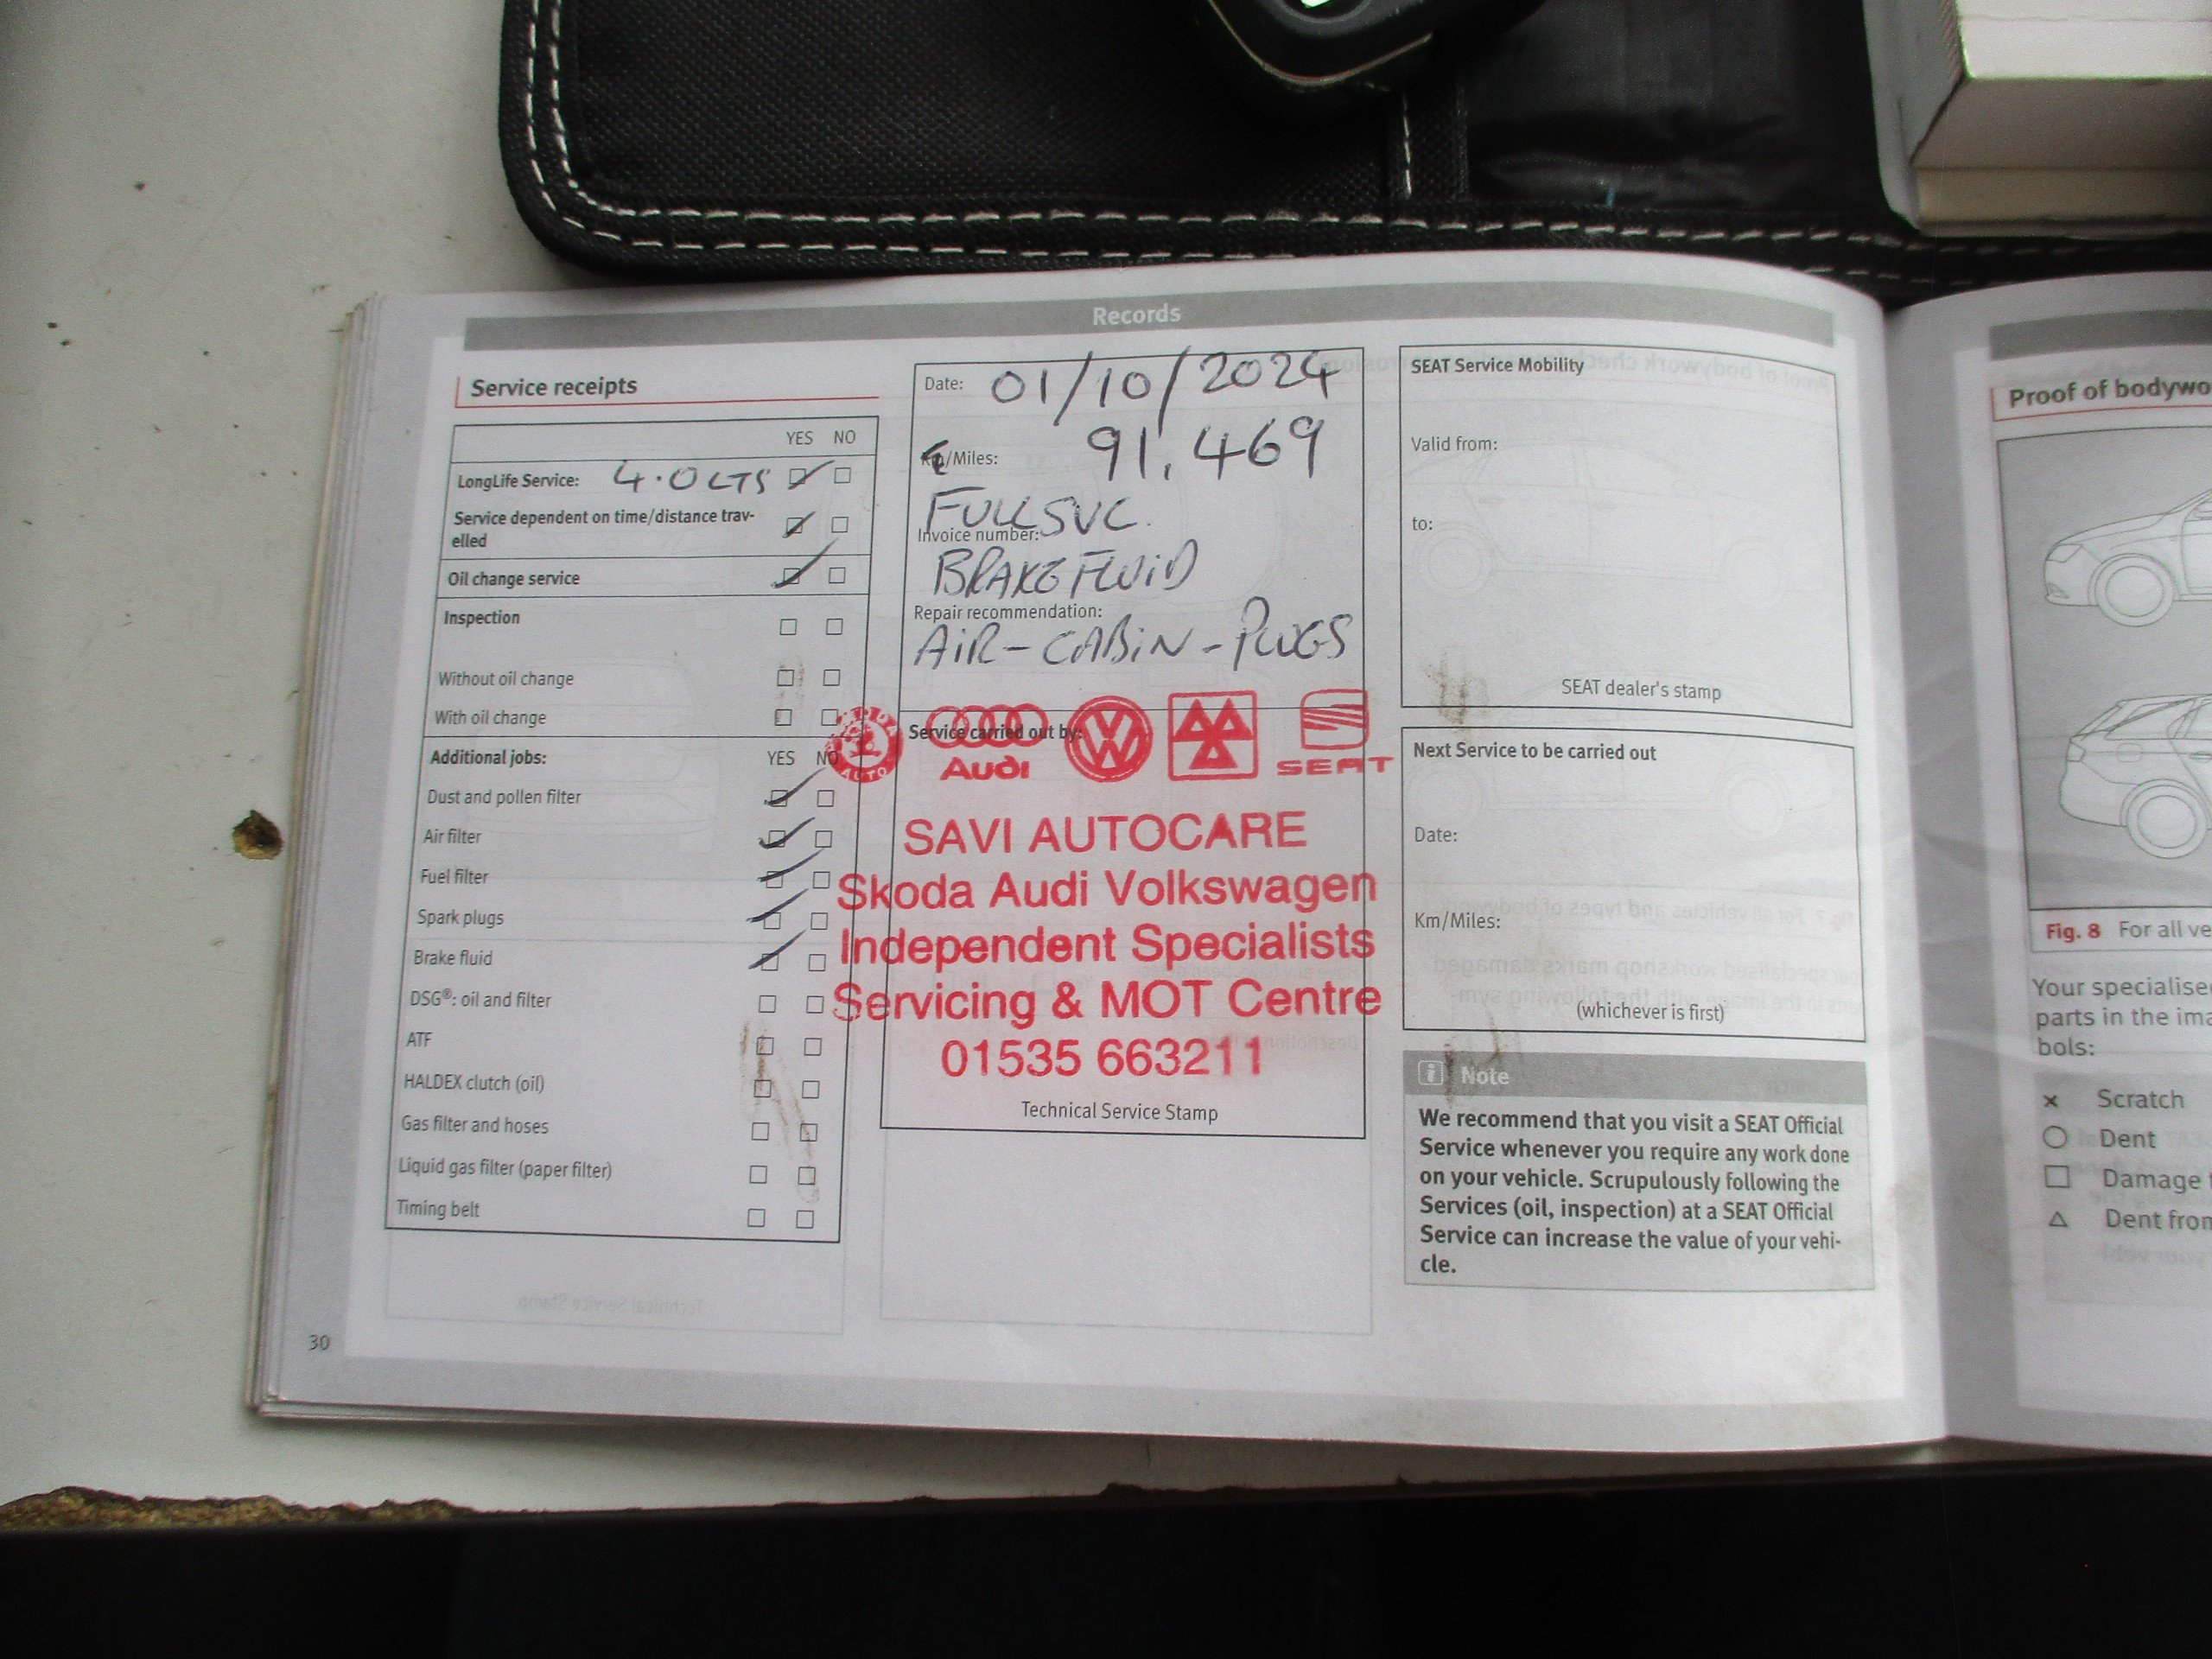 Records
Service receipts
YES NO
LongLife Service: 4.0 LTS
Service dependent on time/distance trav-
elled
Oil change service
Inspection
Without oil change
With oil change
Additional jobs: YES NO
Dust and pollen filter
Air filter
Fuel filter
Spark plugs
Brake fluid
DSG®: oil and filter
ATF
HALDEX clutch (oil)
Gas filter and hoses
Liquid gas filter (paper filter)
Timing belt
30
Date: 01/10/2024
Km/Miles: 91.469
FULL SVC.
Invoice number:
BRAKE FLUID
Repair recommendation:
AIR-CABIN-PLUGS
Service carried out by:
AUTO
Audi
SEAT
SAVI AUTOCARE
Skoda Audi Volkswagen
Independent Specialists
Servicing & MOT Centre
01535 663211
Technical Service Stamp
SEAT Service Mobility
Valid from:
to:
SEAT dealer's stamp
Next Service to be carried out
Date:
Km/Miles:
(whichever is first)
Note
We recommend that you visit a SEAT Official
Service whenever you require any work done
on your vehicle. Scrupulously following the
Services (oil, inspection) at a SEAT Official
Service can increase the value of your vehi-
cle.
Proof of bodywo
Fig. 8 For all ve
Your specialise
parts in the ima
bols:
Scratch
Dent
Damage
Dent from